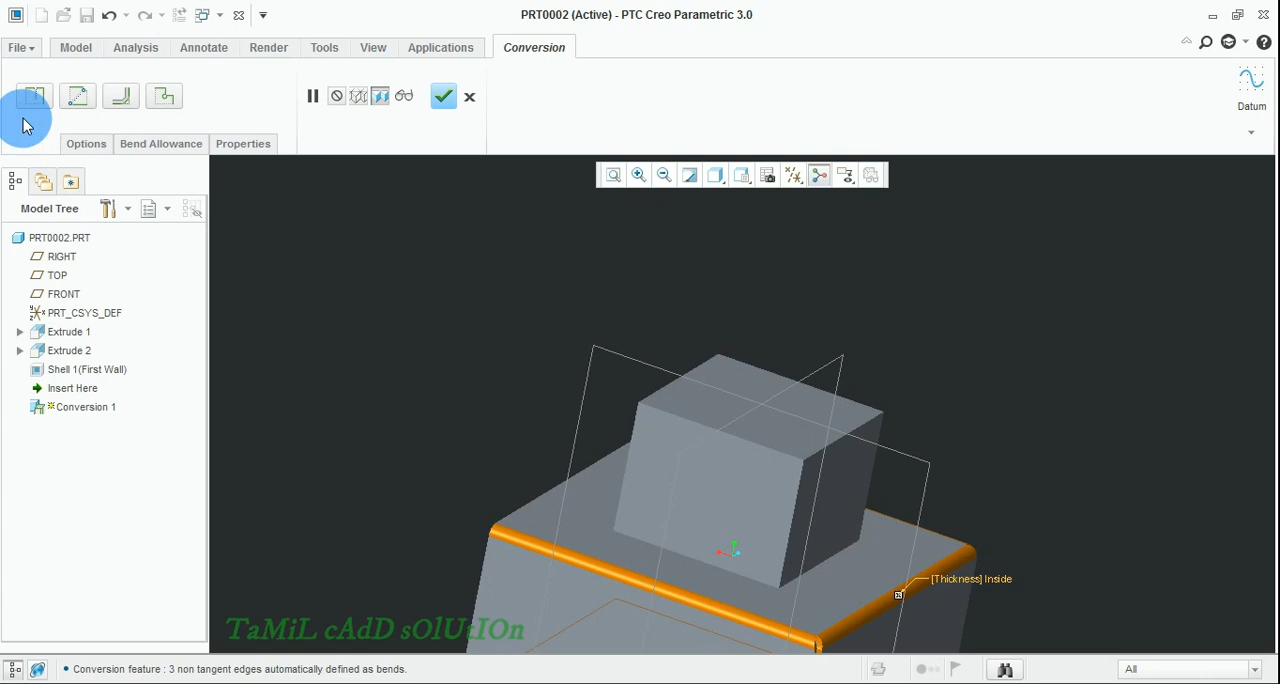 PRT0002 (Active) - PTC Creo Parametric 3.0
File Model Analysis Annotate Render Tools View Applications Conversion
Datum
Options Bend Allowance Properties
Model Tree
PRT0002.PRT
RIGHT
TOP
FRONT
PRT_CSYS_DEF
Extrude 1
Extrude 2
Shell 1(First Wall)
Insert Here
Conversion 1
[Thickness] Inside
TaMiL cAdD sOlUtIOn
• Conversion feature : 3 non tangent edges automatically defined as bends.
All